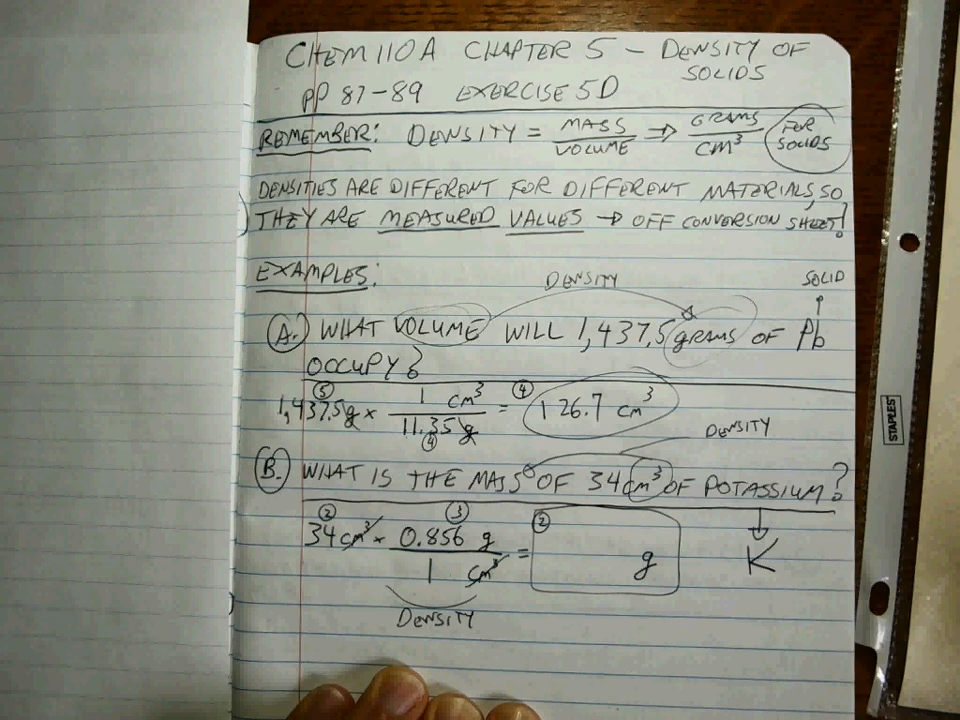 CHEM 110A CHAPTER 5 - DENSITY OF SOLIDS
PP 87-89 EXERCISE 5D
REMEMBER: DENSITY = MASS / VOLUME ⇒ GRAMS / CM³ FOR SOLIDS
DENSITIES ARE DIFFERENT FOR DIFFERENT MATERIALS, SO
THEY ARE MEASURED VALUES → OFF CONVERSION SHEET!
EXAMPLES:
DENSITY SOLID
A. WHAT VOLUME WILL 1,437.5 grams OF Pb
OCCUPY?
⑤ ④
1,437.5 g × 1 cm³ / 11.35 g = 126.7 cm³
④
DENSITY
B. WHAT IS THE MASS OF 34 cm³ OF POTASSIUM?
② ③ ②
34 cm³ × 0.856 g / 1 cm³ = g K
DENSITY
STAPLES